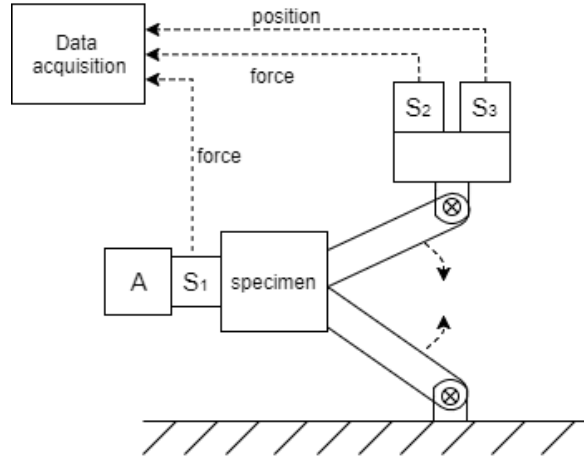 position
Data
acquisition
force
S2
S3
force
A
S1
specimen